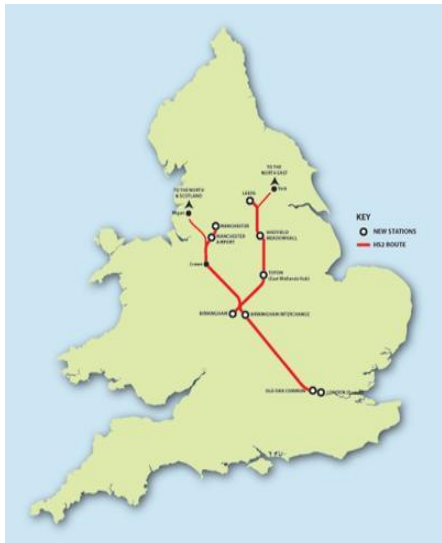 TO THE
NORTH EAST
York
LEEDS
TO THE NORTH
& SCOTLAND
Wigan
MANCHESTER
MANCHESTER
AIRPORT
SHEFFIELD
MEADOWHALL
KEY
NEW STATIONS
HS2 ROUTE
Crewe
TOTON
(East Midlands Hub)
BIRMINGHAM
BIRMINGHAM INTERCHANGE
OLD OAK COMMON
LONDON